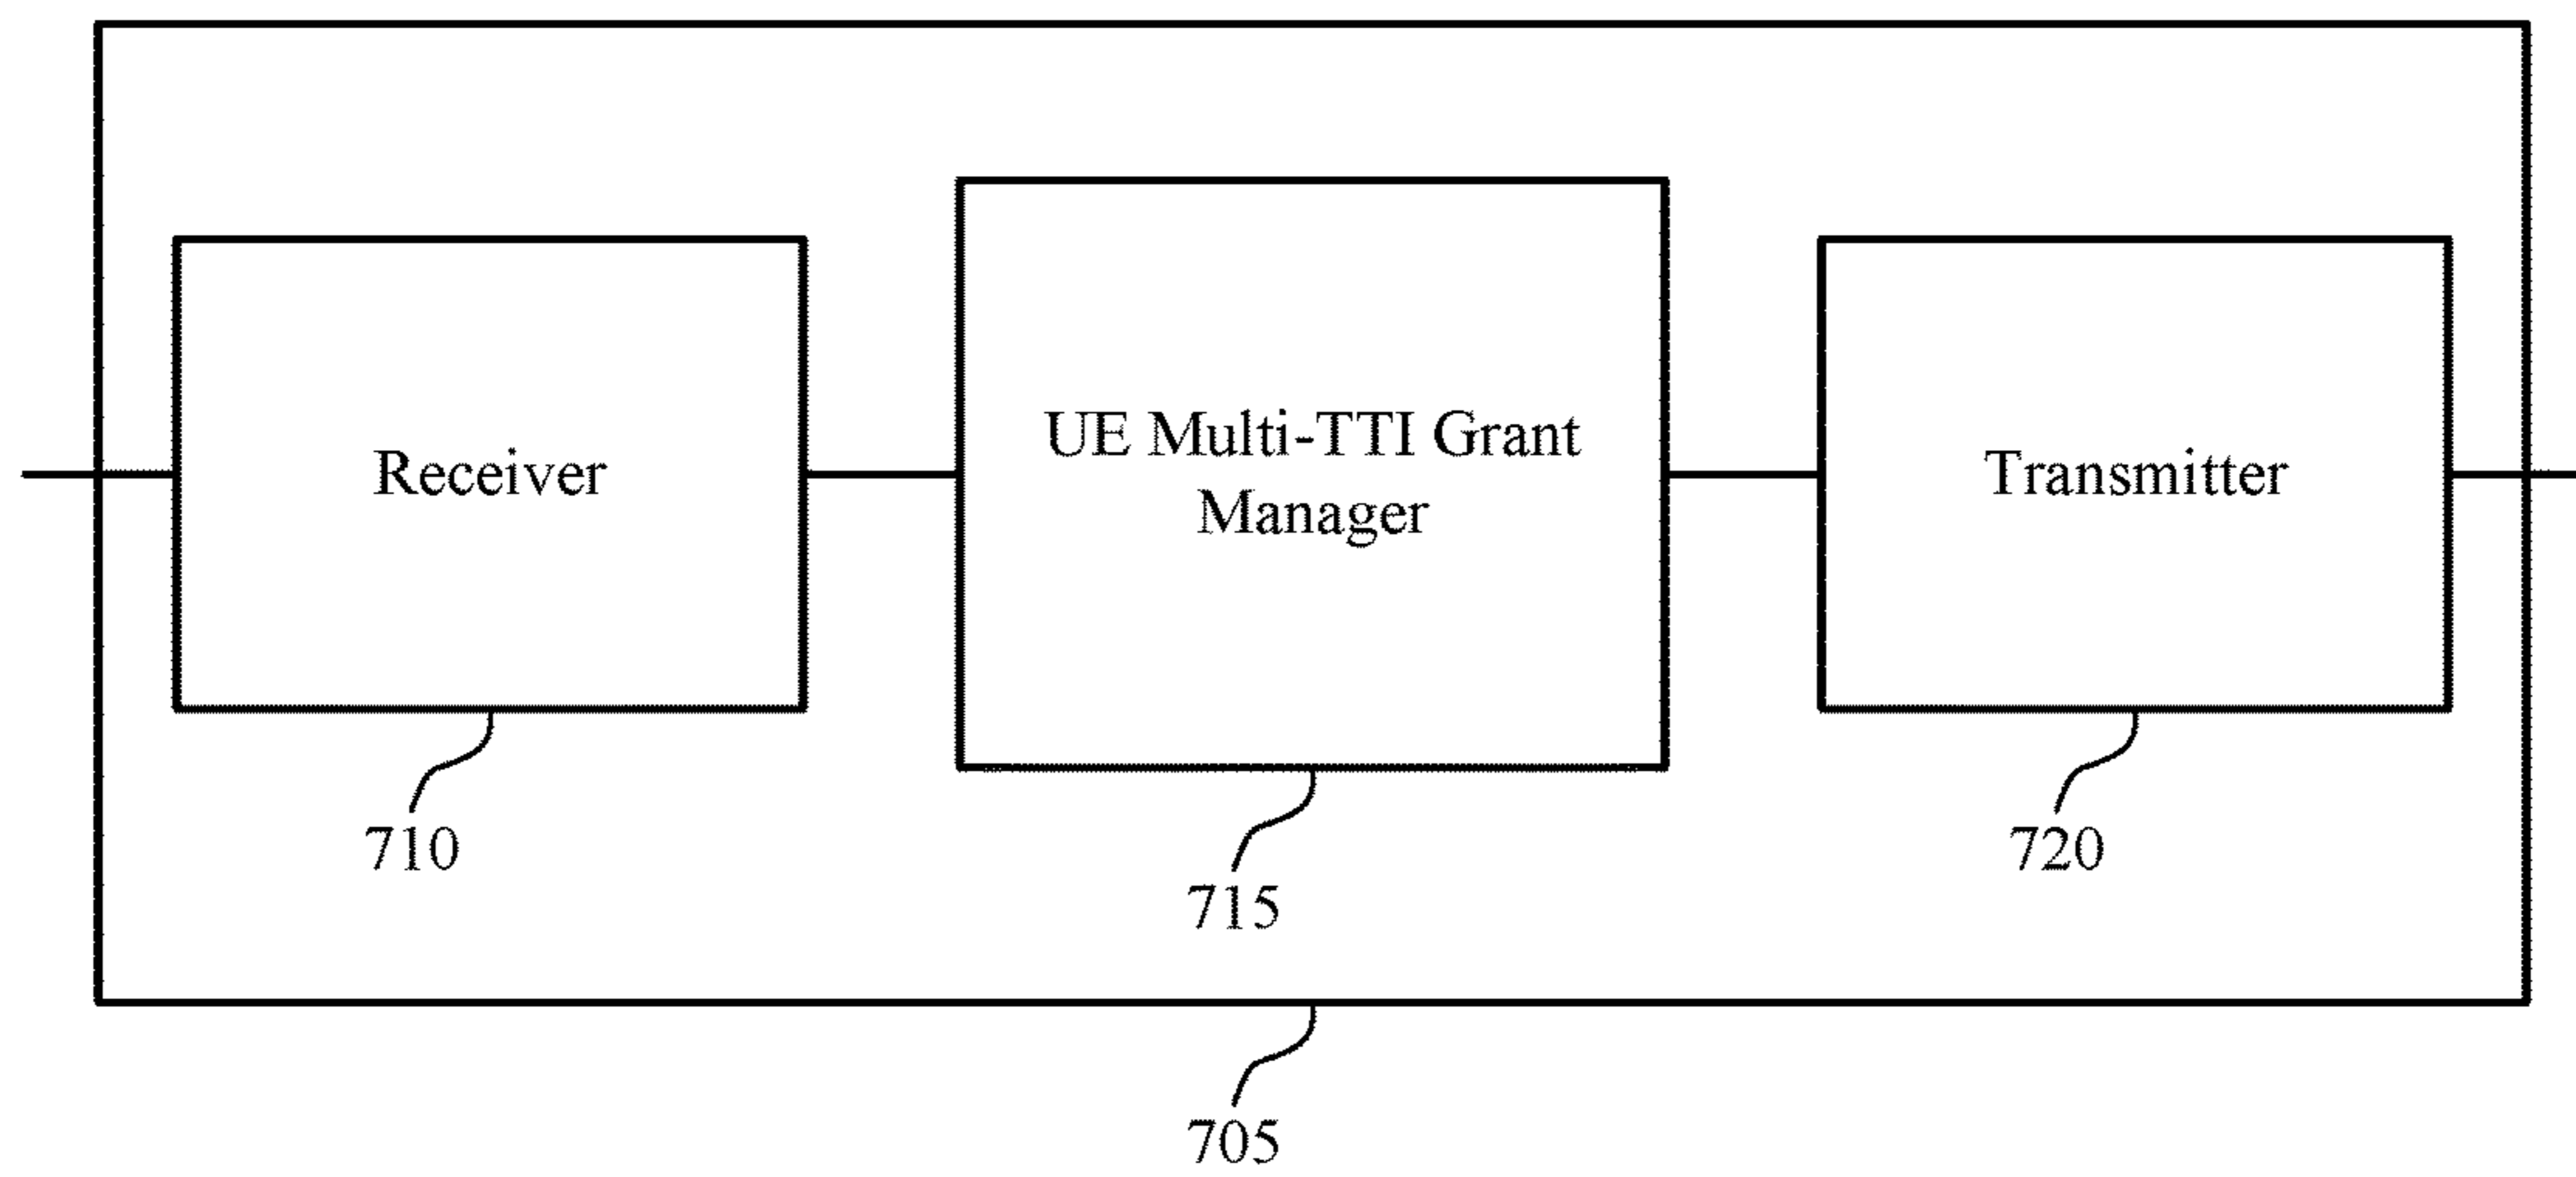 Receiver
UE Multi-TTI Grant
Manager
Transmitter
710
715
720
705